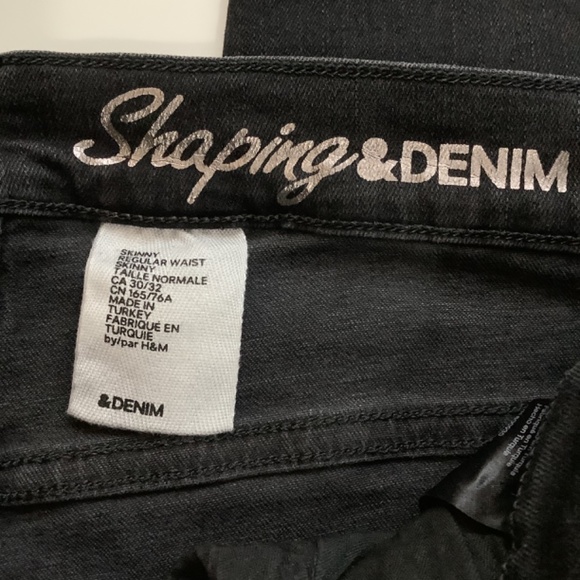 Shaping &DENIM
SKINNY
REGULAR WAIST
SKINNY
TAILLE NORMALE
CA 30/32
CN 165/76A
MADE IN
TURKEY
FABRIQUÉ EN
TURQUIE
by/par H&M
&DENIM